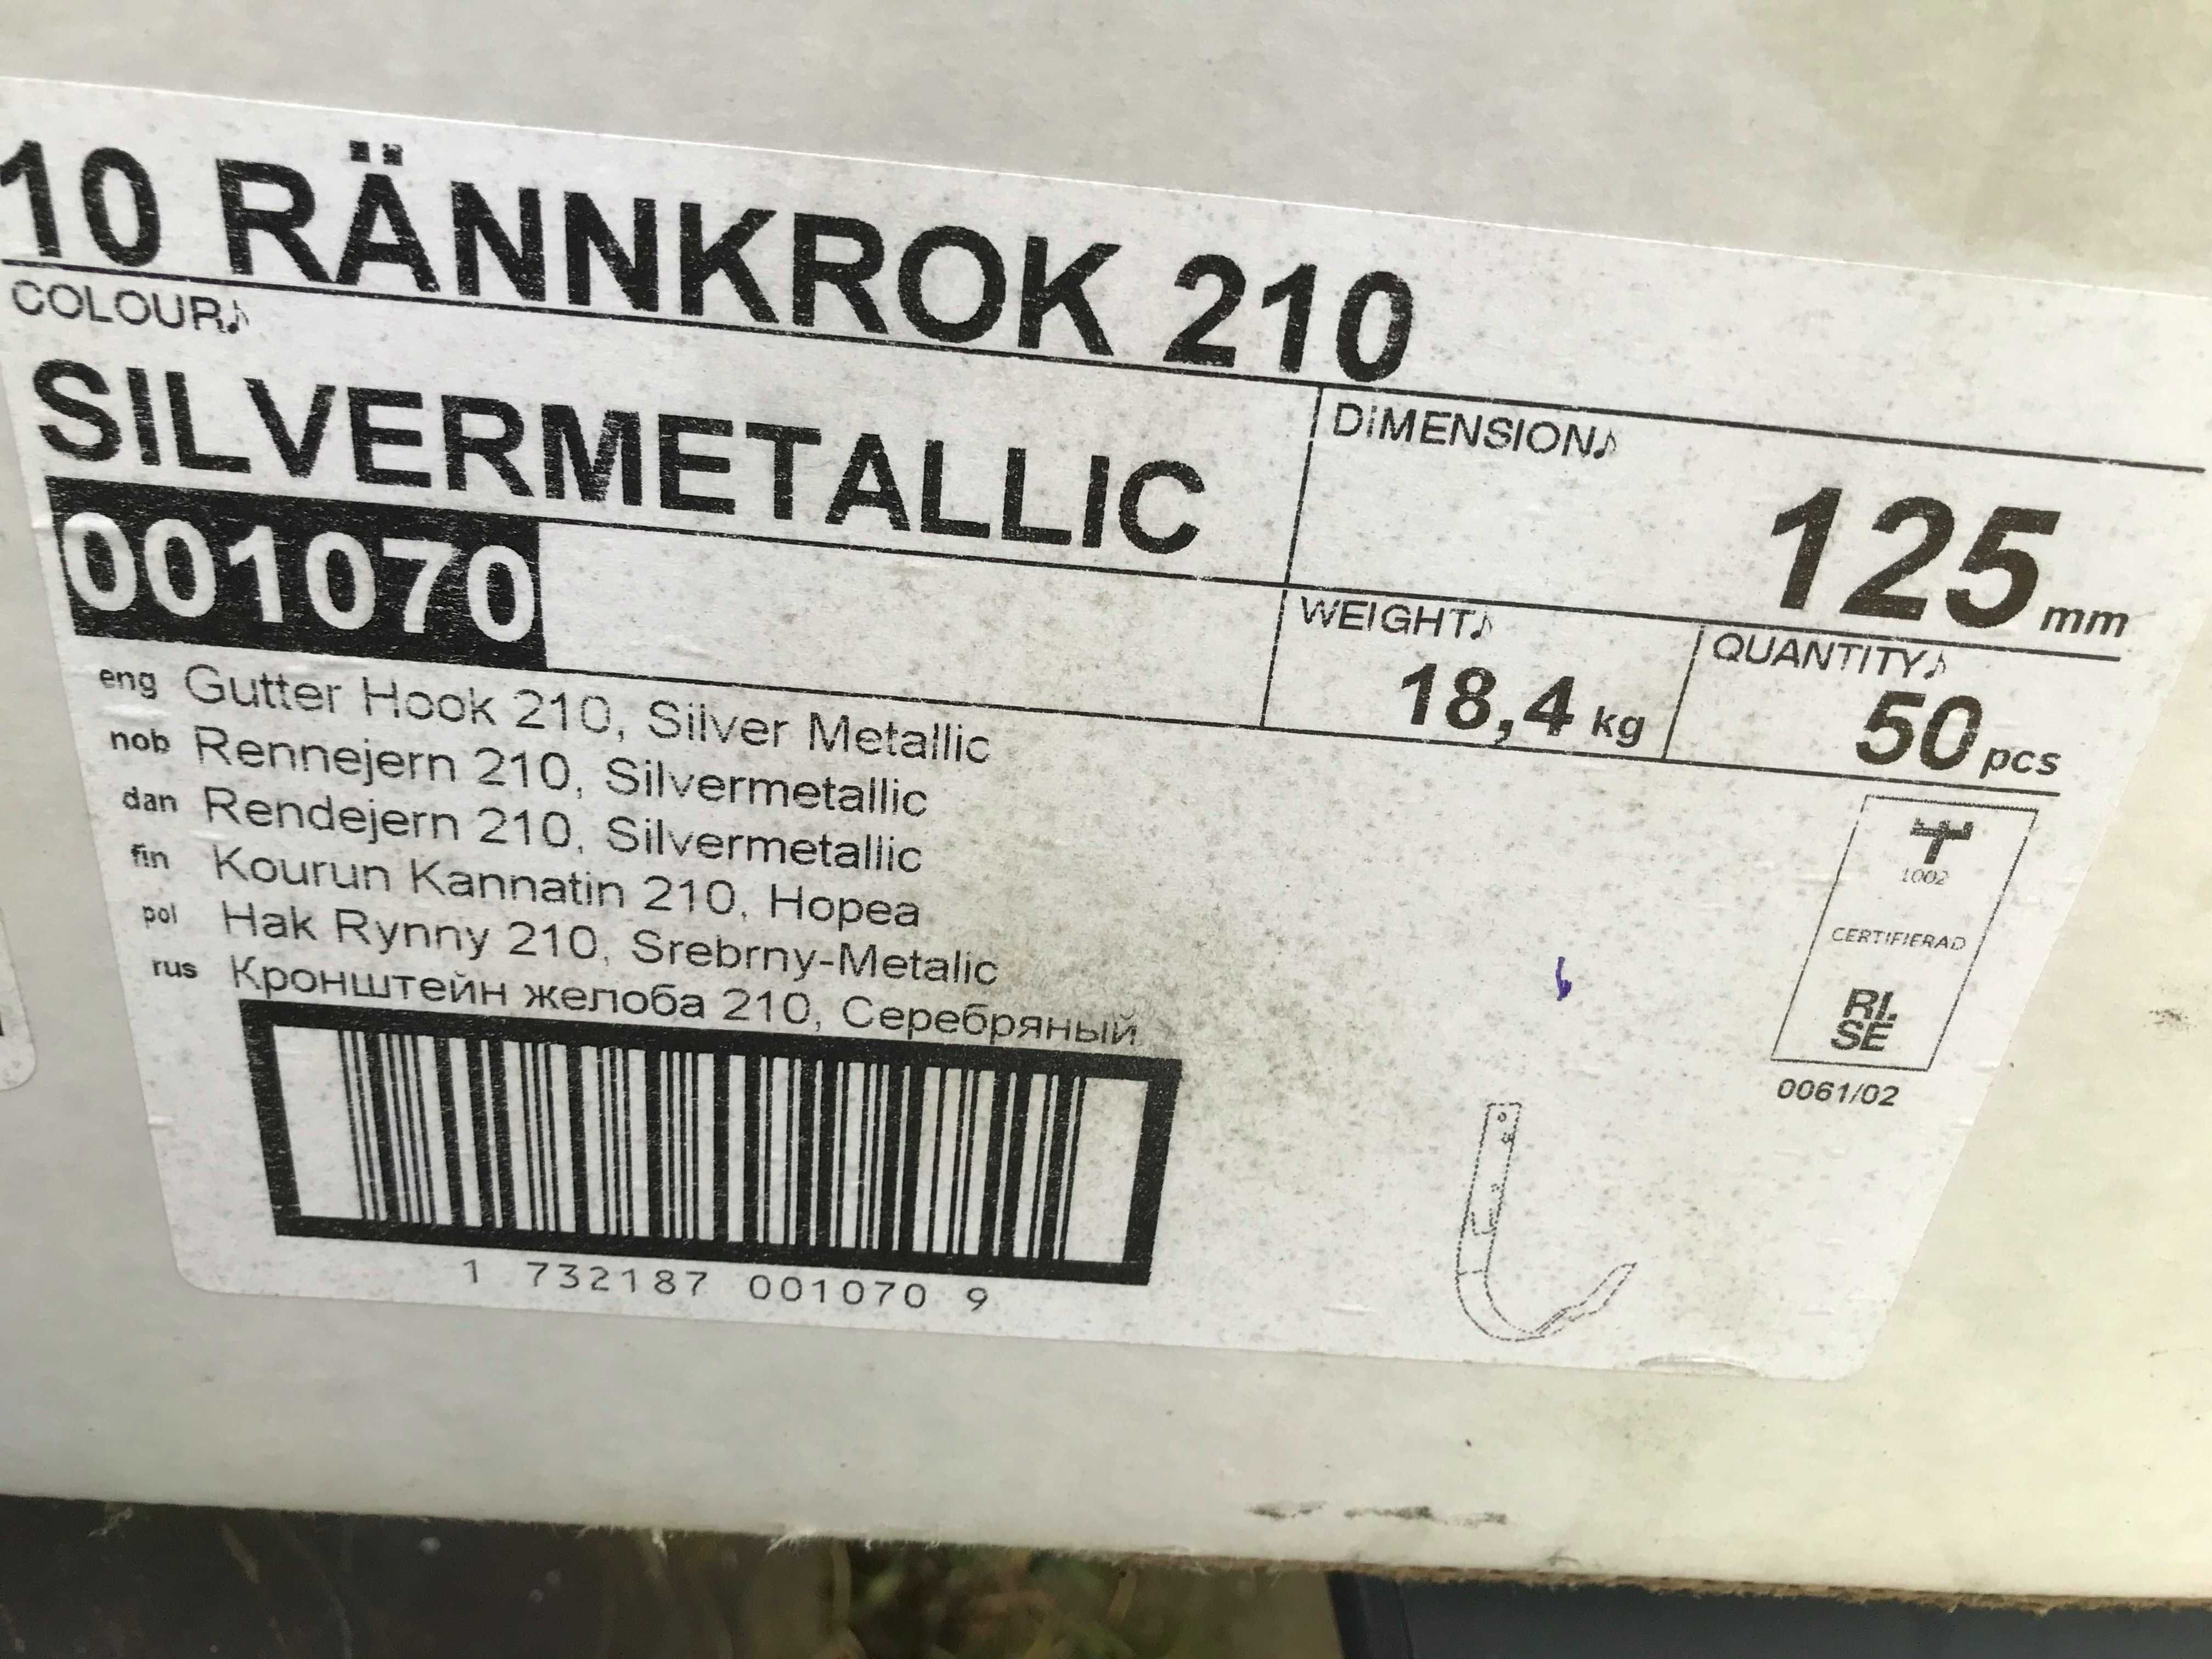 10 RÄNNKROK 210
COLOUR♪
SILVERMETALLIC
DIMENSION♪
125 mm
001070
WEIGHT♪
18,4 kg
QUANTITY♪
50 pcs
eng Gutter Hook 210, Silver Metallic
nob Rennejern 210, Silvermetallic
dan Rendejern 210, Silvermetallic
fin Kourun Kannatin 210, Hopea
pol Hak Rynny 210, Srebrny-Metalic
rus Кронштейн желоба 210, Серебряный
1002
CERTIFIERAD
RI.
SE
0061/02
1 732187 001070 9